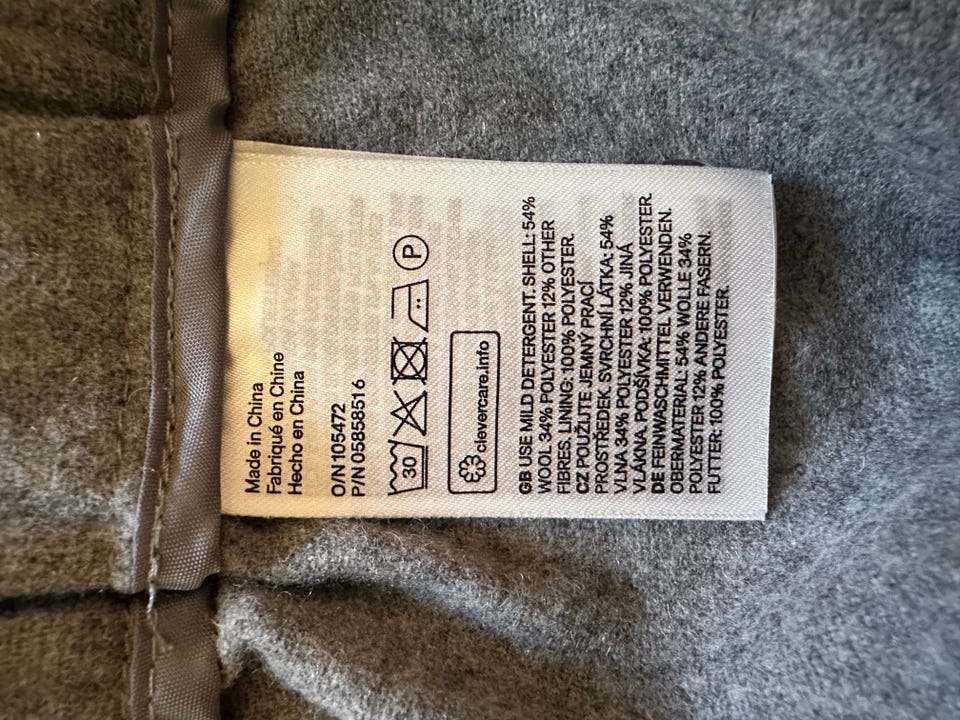 Made in China
Fabriqué en Chine
Hecho en China
O/N 105472
P/N 05858516
30 P
clevercare.info
GB USE MILD DETERGENT. SHELL: 54%
WOOL 34% POLYESTER 12% OTHER
FIBRES. LINING: 100% POLYESTER.
CZ POUŽIJTE JEMNÝ PRACÍ
PROSTŘEDEK. SVRCHNÍ LÁTKA: 54%
VLNA 34% POLYESTER 12% JINÁ
VLÁKNA. PODŠÍVKA: 100% POLYESTER.
DE FEINWASCHMITTEL VERWENDEN.
OBERMATERIAL: 54% WOLLE 34%
POLYESTER 12% ANDERE FASERN.
FUTTER: 100% POLYESTER.